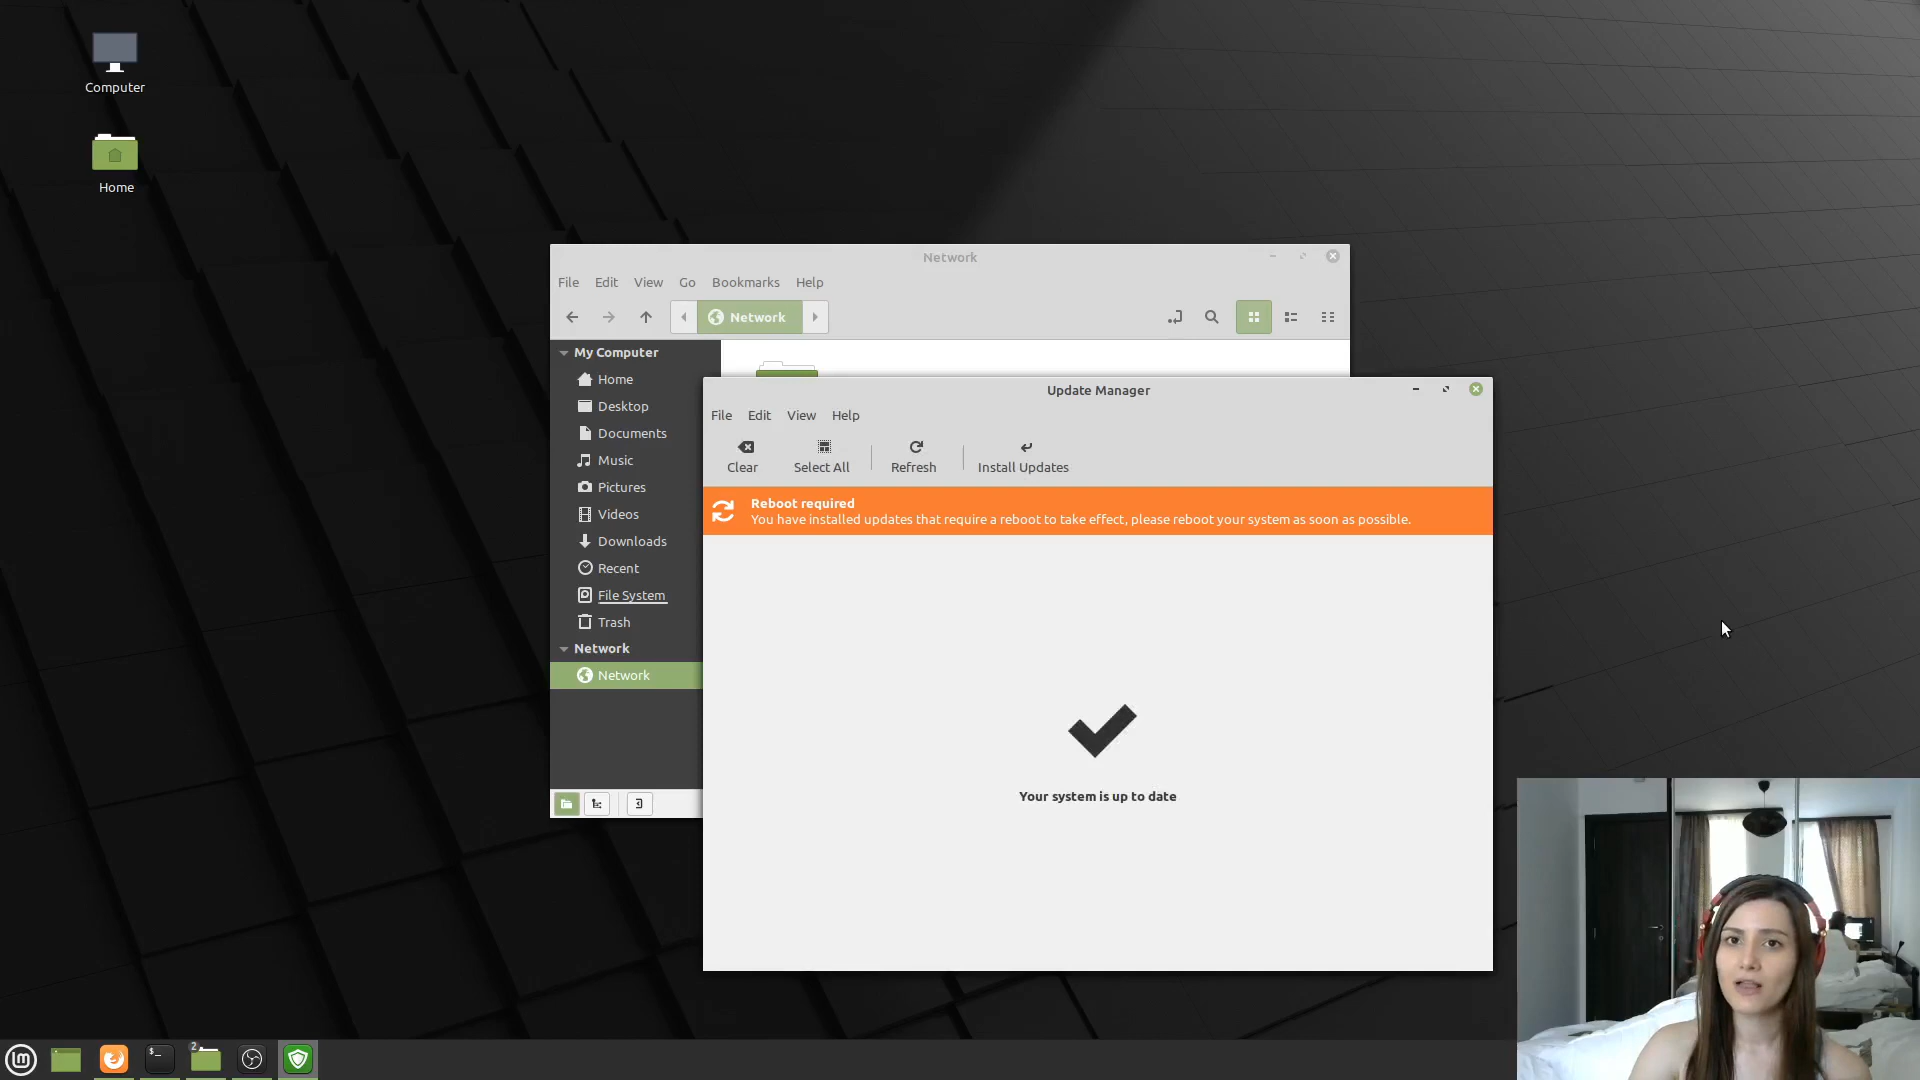 Computer
Home
Network
File Edit View Go Bookmarks Help
Network
My Computer
Home
Desktop
Documents
Music
Pictures
Videos
Downloads
Recent
File System
Trash
Network
Network
Update Manager
File Edit View Help
Clear Select All Refresh Install Updates
Reboot required
You have installed updates that require a reboot to take effect, please reboot your system as soon as possible.
Your system is up to date
2